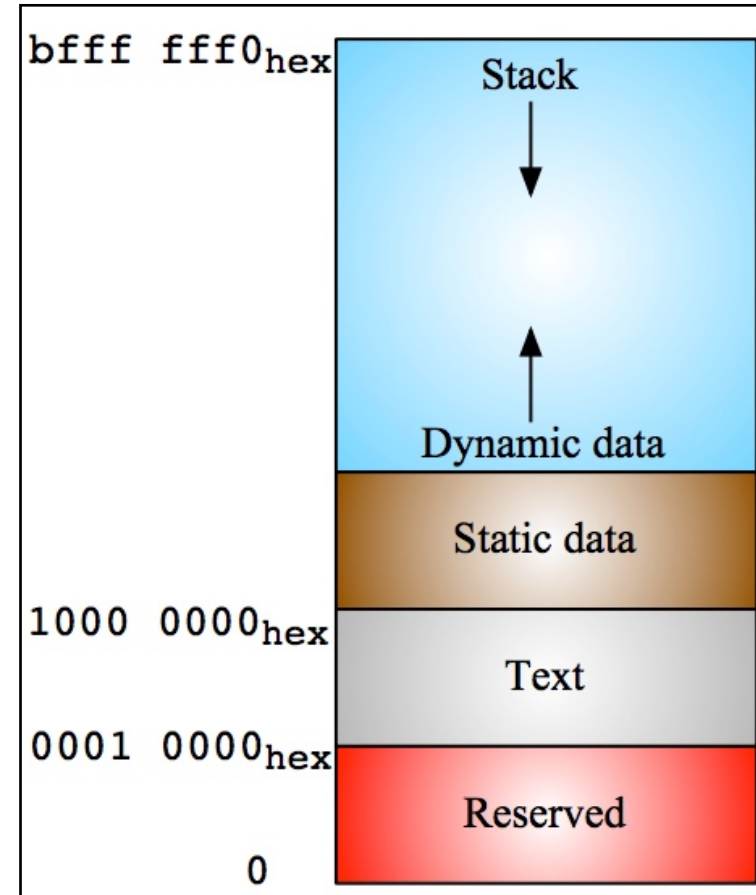 bfff fff0hex
Stack
Dynamic data
Static data
1000 0000hex
Text
0001 0000hex
Reserved
0